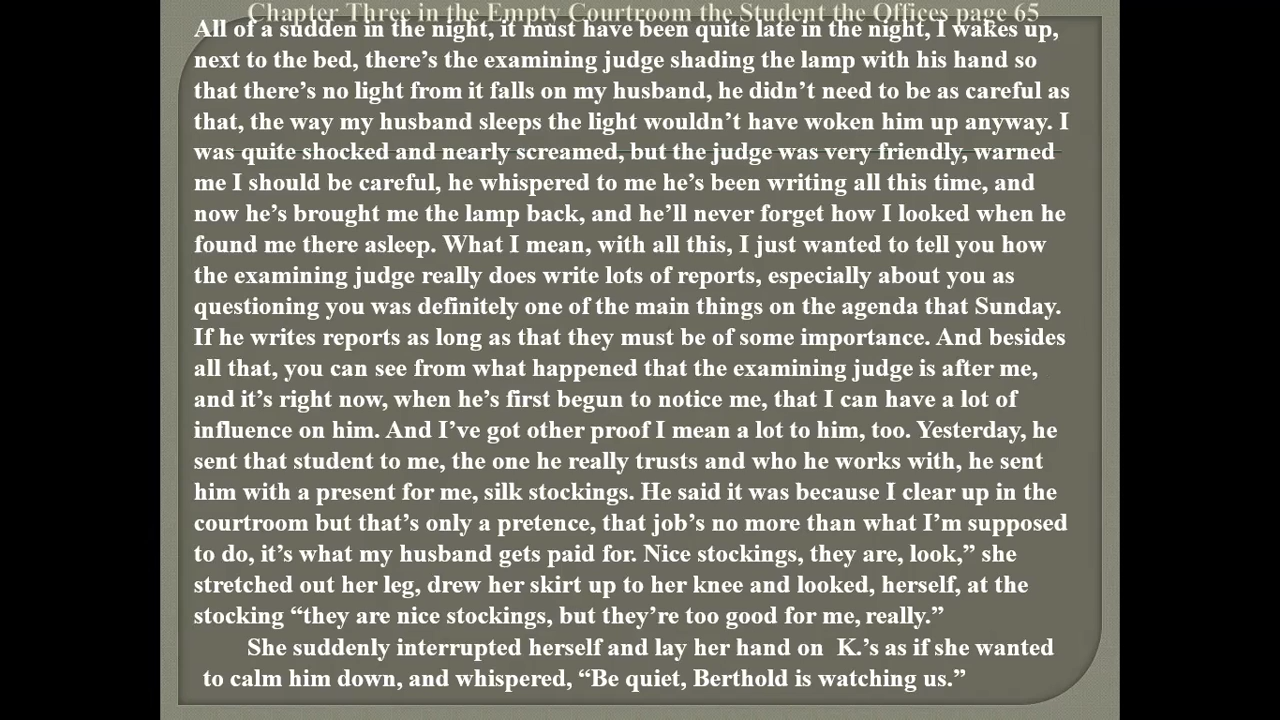 Chapter Three in the Empty Courtroom the Student the Offices page 65
All of a sudden in the night, it must have been quite late in the night, I wakes up,
next to the bed, there’s the examining judge shading the lamp with his hand so
that there’s no light from it falls on my husband, he didn’t need to be as careful as
that, the way my husband sleeps the light wouldn’t have woken him up anyway. I
was quite shocked and nearly screamed, but the judge was very friendly, warned
me I should be careful, he whispered to me he’s been writing all this time, and
now he’s brought me the lamp back, and he’ll never forget how I looked when he
found me there asleep. What I mean, with all this, I just wanted to tell you how
the examining judge really does write lots of reports, especially about you as
questioning you was definitely one of the main things on the agenda that Sunday.
If he writes reports as long as that they must be of some importance. And besides
all that, you can see from what happened that the examining judge is after me,
and it’s right now, when he’s first begun to notice me, that I can have a lot of
influence on him. And I’ve got other proof I mean a lot to him, too. Yesterday, he
sent that student to me, the one he really trusts and who he works with, he sent
him with a present for me, silk stockings. He said it was because I clear up in the
courtroom but that’s only a pretence, that job’s no more than what I’m supposed
to do, it’s what my husband gets paid for. Nice stockings, they are, look,” she
stretched out her leg, drew her skirt up to her knee and looked, herself, at the
stocking “they are nice stockings, but they’re too good for me, really.”
She suddenly interrupted herself and lay her hand on K.’s as if she wanted
to calm him down, and whispered, “Be quiet, Berthold is watching us.”